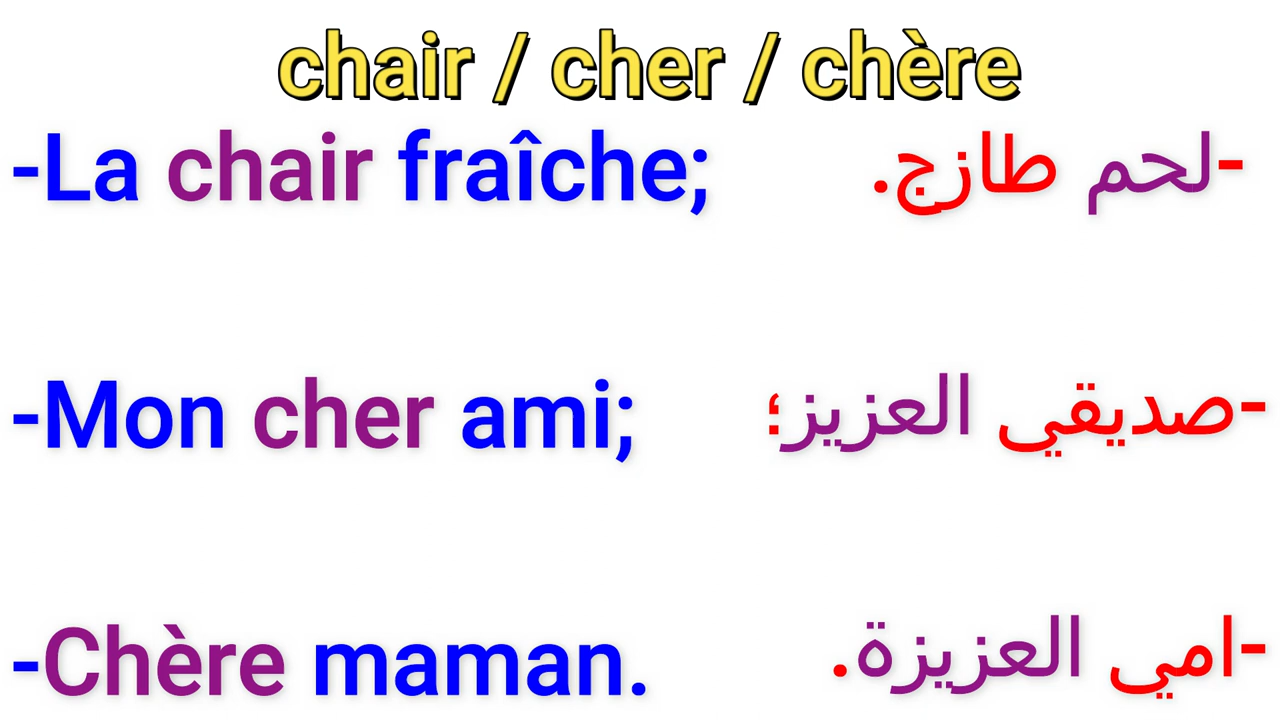 chair / cher / chère
-La chair fraîche;
-لحم طازج.
-Mon cher ami;
-صديقي العزيز؛
-Chère maman.
-امي العزيزة.